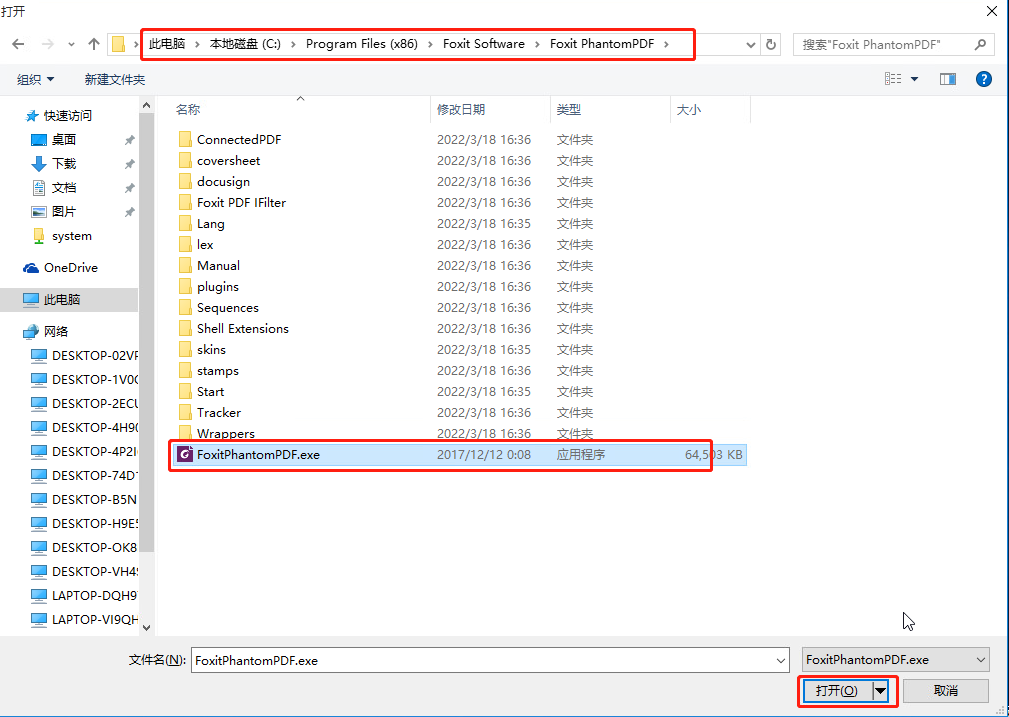 打开
此电脑 › 本地磁盘 (C:) › Program Files (x86) › Foxit Software › Foxit PhantomPDF ›
搜索"Foxit PhantomPDF"
组织 新建文件夹
快速访问
桌面
下载
文档
图片
system
OneDrive
此电脑
网络
DESKTOP-02VP
DESKTOP-1V0
DESKTOP-2ECU
DESKTOP-4H90
DESKTOP-4P2I
DESKTOP-74D
DESKTOP-B5N
DESKTOP-H9E5
DESKTOP-OK8
DESKTOP-VH4
LAPTOP-DQH9
LAPTOP-VI9QH
名称 修改日期 类型 大小
ConnectedPDF 2022/3/18 16:36 文件夹
coversheet 2022/3/18 16:36 文件夹
docusign 2022/3/18 16:36 文件夹
Foxit PDF IFilter 2022/3/18 16:36 文件夹
Lang 2022/3/18 16:35 文件夹
lex 2022/3/18 16:36 文件夹
Manual 2022/3/18 16:36 文件夹
plugins 2022/3/18 16:36 文件夹
Sequences 2022/3/18 16:36 文件夹
Shell Extensions 2022/3/18 16:36 文件夹
skins 2022/3/18 16:35 文件夹
stamps 2022/3/18 16:36 文件夹
Start 2022/3/18 16:35 文件夹
Tracker 2022/3/18 16:36 文件夹
Wrappers 2022/3/18 16:36 文件夹
FoxitPhantomPDF.exe 2017/12/12 0:08 应用程序 64,503 KB
文件名(N): FoxitPhantomPDF.exe FoxitPhantomPDF.exe
打开(O) 取消